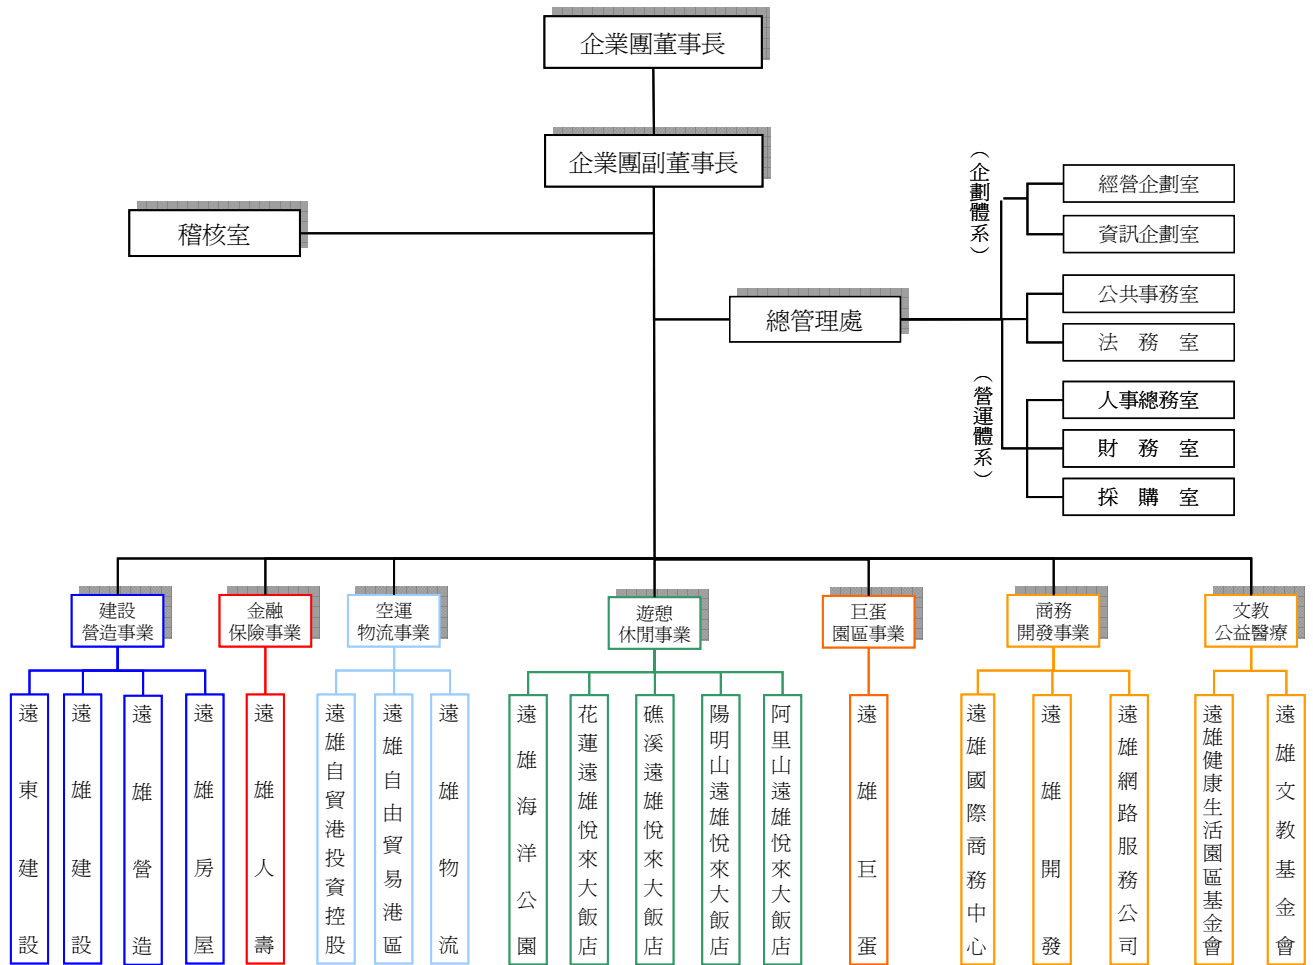 企業團董事長
企業團副董事長
稽核室
總管理處
（企劃體系）
經營企劃室
資訊企劃室
公共事務室
法　務　室
（營運體系）
人事總務室
財　務　室
採　購　室
建設
營造事業
金融
保險事業
空運
物流事業
遊憩
休閒事業
巨蛋
園區事業
商務
開發事業
文教
公益醫療
遠東建設
遠雄建設
遠雄營造
遠雄房屋
遠雄人壽
遠雄自貿港投資控股
遠雄自由貿易港區
遠雄物流
遠雄海洋公園
花蓮遠雄悅來大飯店
礁溪遠雄悅來大飯店
陽明山遠雄悅來大飯店
阿里山遠雄悅來大飯店
遠雄巨蛋
遠雄國際商務中心
遠雄開發
遠雄網路服務公司
遠雄健康生活園區基金會
遠雄文教基金會